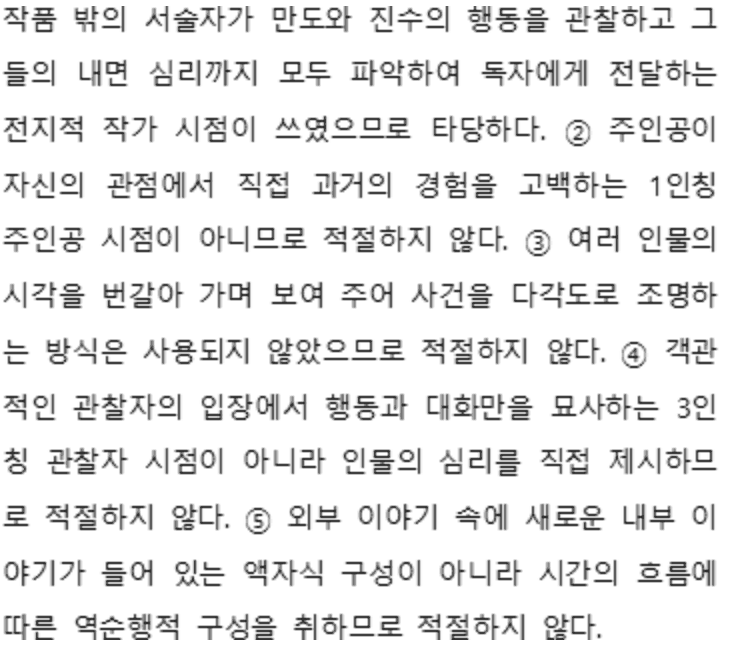 작품 밖의 서술자가 만도와 진수의 행동을 관찰하고 그
들의 내면 심리까지 모두 파악하여 독자에게 전달하는
전지적 작가 시점이 쓰였으므로 타당하다. ② 주인공이
자신의 관점에서 직접 과거의 경험을 고백하는 1인칭
주인공 시점이 아니므로 적절하지 않다. ③ 여러 인물의
시각을 번갈아 가며 보여 주어 사건을 다각도로 조명하
는 방식은 사용되지 않았으므로 적절하지 않다. ④ 객관
적인 관찰자의 입장에서 행동과 대화만을 묘사하는 3인
칭 관찰자 시점이 아니라 인물의 심리를 직접 제시하므
로 적절하지 않다. ⑤ 외부 이야기 속에 새로운 내부 이
야기가 들어 있는 액자식 구성이 아니라 시간의 흐름에
따른 역순행적 구성을 취하므로 적절하지 않다.